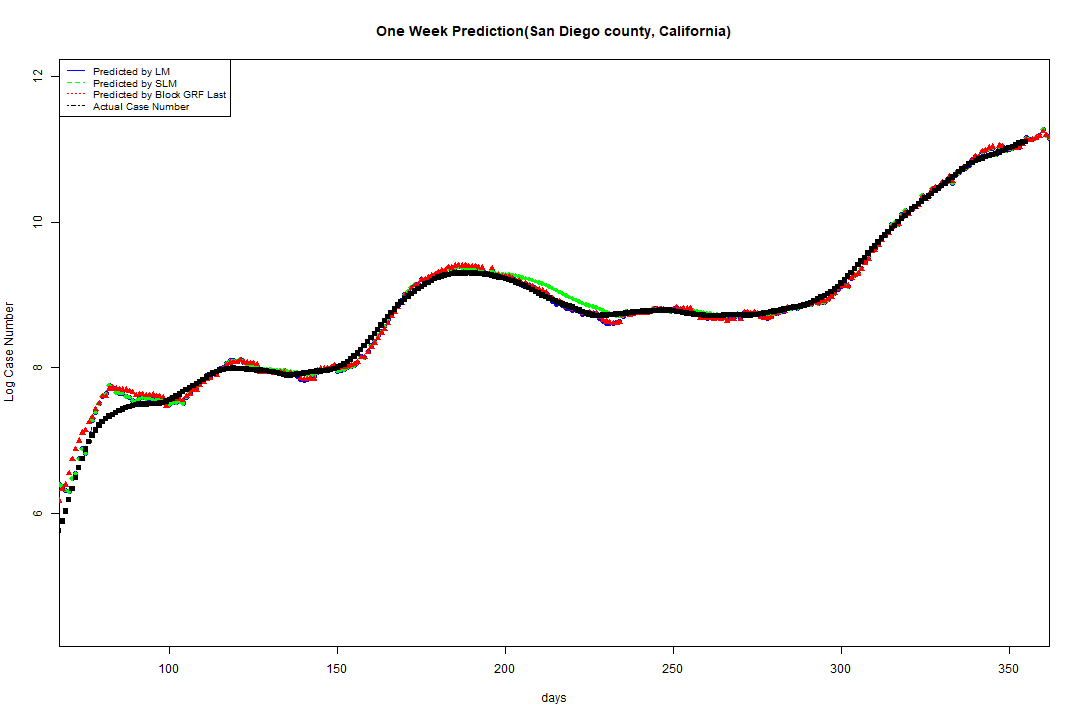 One Week Prediction(San Diego county, California)
Predicted by LM
Predicted by SLM
Predicted by Block GRF Last
Actual Case Number
12
10
8
6
Log Case Number
100 150 200 250 300 350
days